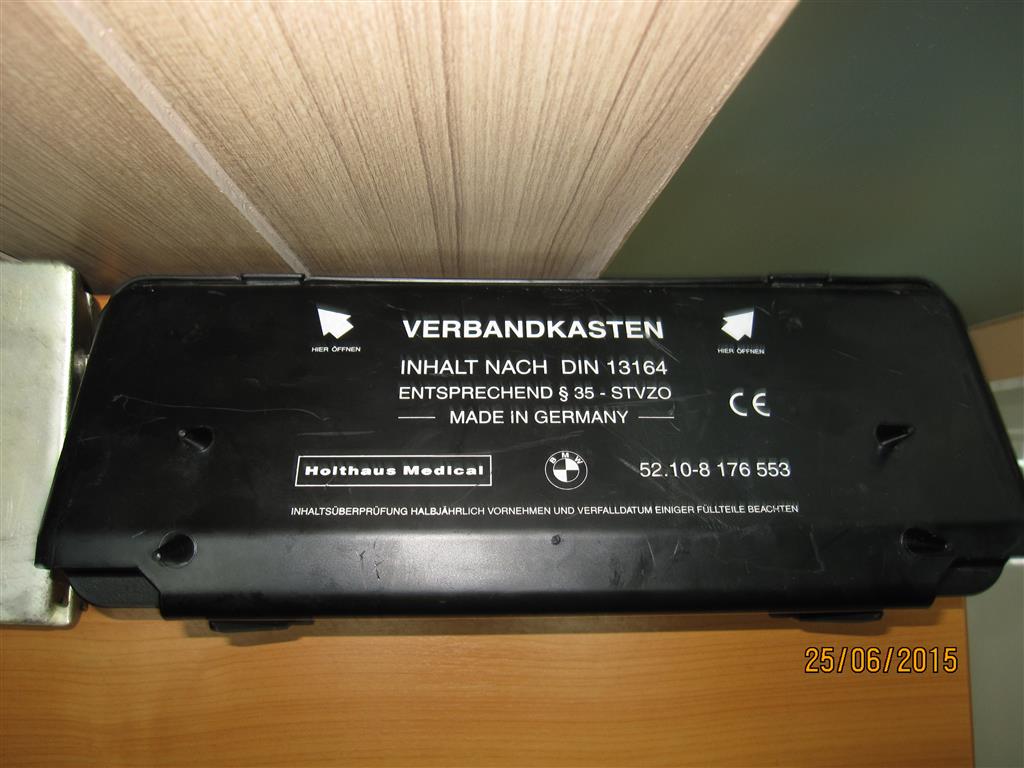 VERBANDKASTEN
HIER ÖFFNEN
HIER ÖFFNEN
INHALT NACH DIN 13164
ENTSPRECHEND § 35 - STVZO
CE
MADE IN GERMANY
Holthaus Medical
BMW
52.10-8 176 553
INHALTSÜBERPRÜFUNG HALBJÄHRLICH VORNEHMEN UND VERFALLDATUM EINIGER FÜLLTEILE BEACHTEN
25/06/2015